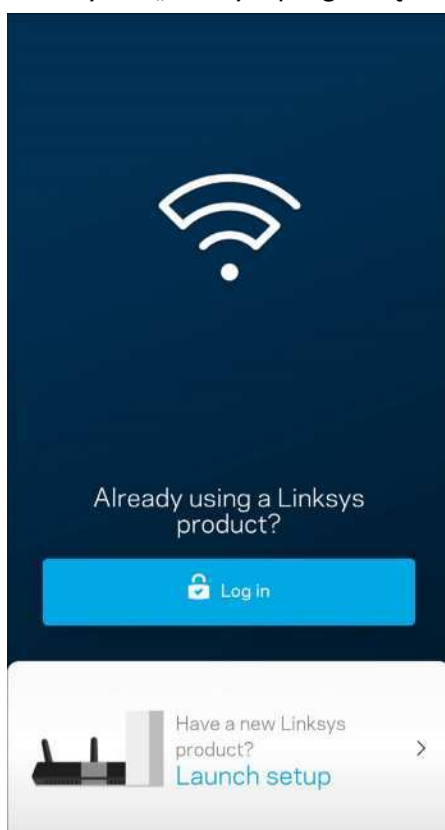 Already using a Linksys
product?
Log in
Have a new Linksys
product?
Launch setup